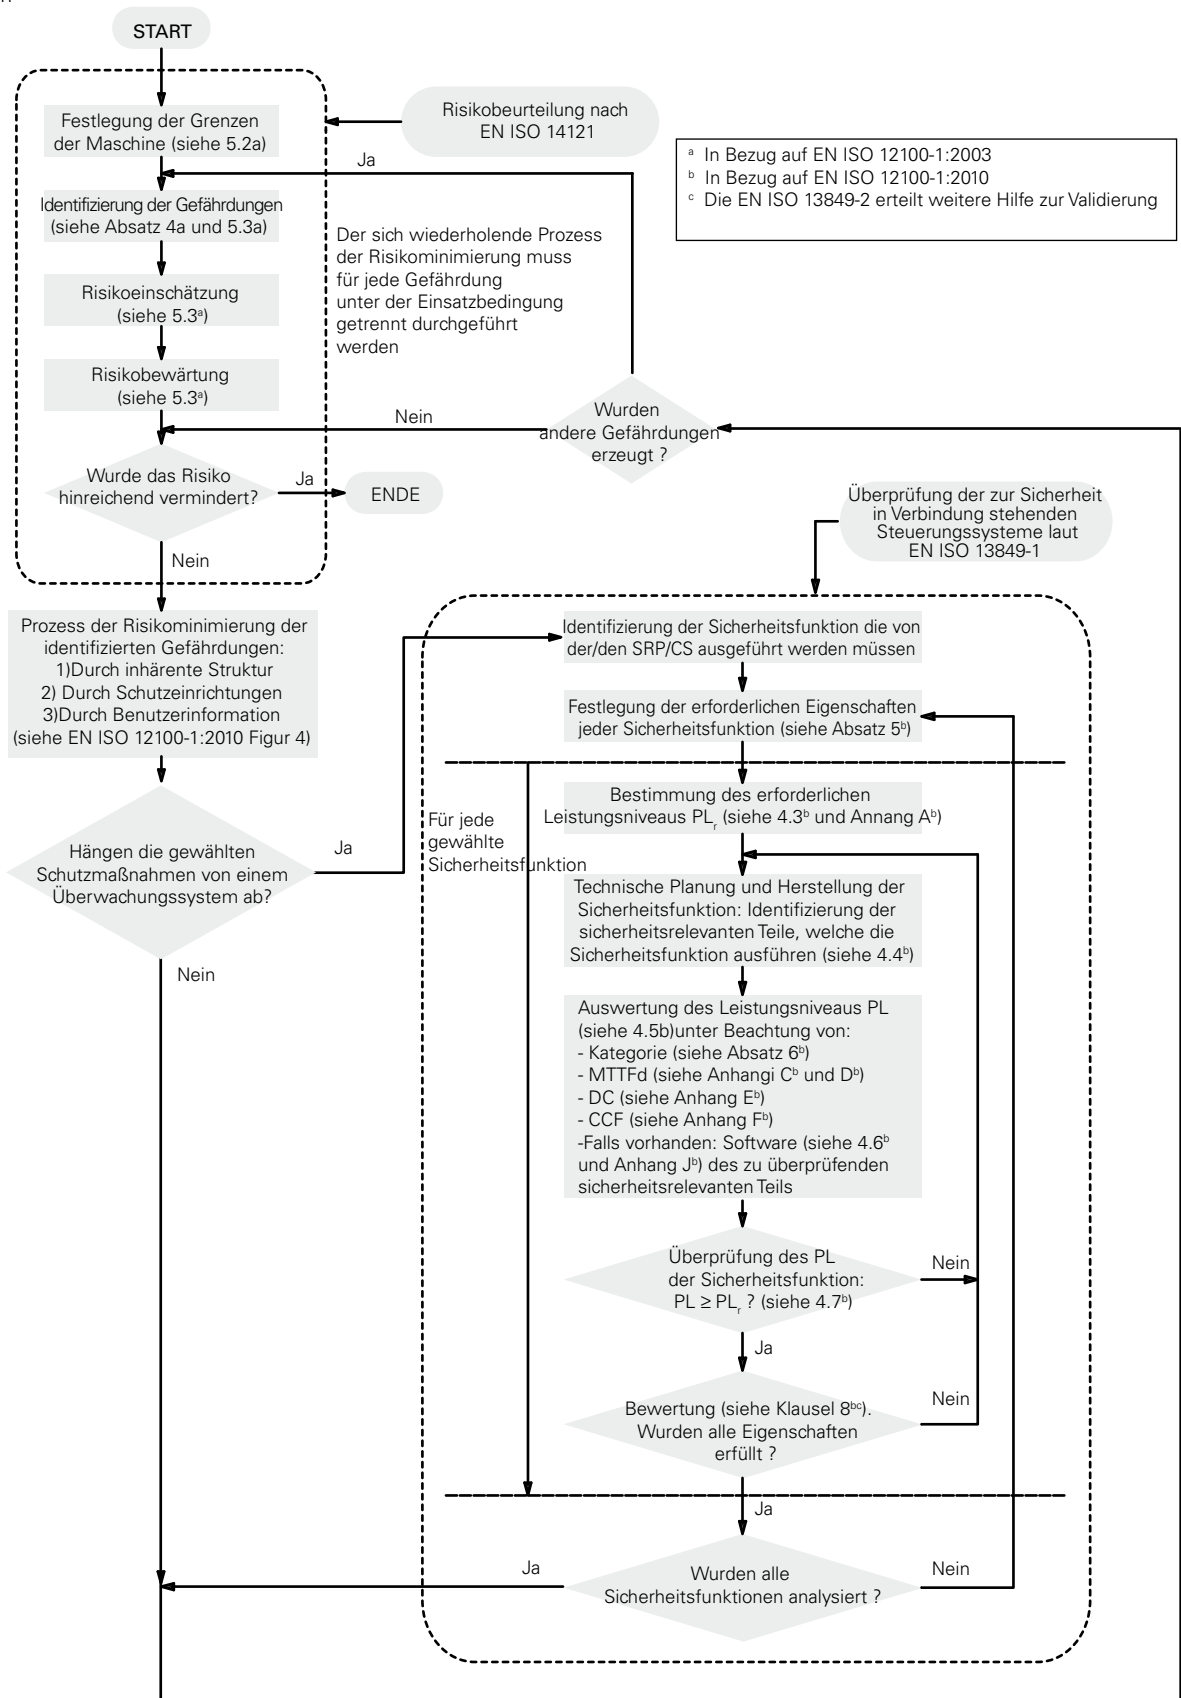 START
Festlegung der Grenzen
der Maschine (siehe 5.2a)
Risikobeurteilung nach
EN ISO 14121
Ja
ᵃ In Bezug auf EN ISO 12100-1:2003
ᵇ In Bezug auf EN ISO 12100-1:2010
ᶜ Die EN ISO 13849-2 erteilt weitere Hilfe zur Validierung
Identifizierung der Gefährdungen
(siehe Absatz 4a und 5.3a)
Der sich wiederholende Prozess
der Risikominimierung muss
für jede Gefährdung
unter der Einsatzbedingung
getrennt durchgeführt
werden
Risikoeinschätzung
(siehe 5.3ᵃ)
Risikobewärtung
(siehe 5.3ᵃ)
Nein
Wurden
andere Gefährdungen
erzeugt ?
Wurde das Risiko
hinreichend vermindert?
Ja
ENDE
Nein
Überprüfung der zur Sicherheit
in Verbindung stehenden
Steuerungssysteme laut
EN ISO 13849-1
Prozess der Risikominimierung der
identifizierten Gefährdungen:
1)Durch inhärente Struktur
2) Durch Schutzeinrichtungen
3)Durch Benutzerinformation
(siehe EN ISO 12100-1:2010 Figur 4)
Identifizierung der Sicherheitsfunktion die von
der/den SRP/CS ausgeführt werden müssen
Festlegung der erforderlichen Eigenschaften
jeder Sicherheitsfunktion (siehe Absatz 5ᵇ)
Hängen die gewählten
Schutzmaßnahmen von einem
Überwachungssystem ab?
Ja
Nein
Für jede
gewählte
Sicherheitsfunktion
Bestimmung des erforderlichen
Leistungsniveaus PLᵣ (siehe 4.3ᵇ und Annang Aᵇ)
Technische Planung und Herstellung der
Sicherheitsfunktion: Identifizierung der
sicherheitsrelevanten Teile, welche die
Sicherheitsfunktion ausführen (siehe 4.4ᵇ)
Auswertung des Leistungsniveaus PL
(siehe 4.5b)unter Beachtung von:
- Kategorie (siehe Absatz 6ᵇ)
- MTTFd (siehe Anhangi Cᵇ und Dᵇ)
- DC (siehe Anhang Eᵇ)
- CCF (siehe Anhang Fᵇ)
-Falls vorhanden: Software (siehe 4.6ᵇ
und Anhang Jᵇ) des zu überprüfenden
sicherheitsrelevanten Teils
Überprüfung des PL
der Sicherheitsfunktion:
PL ≥ PLᵣ ? (siehe 4.7ᵇ)
Nein
Ja
Bewertung (siehe Klausel 8ᵇᶜ).
Wurden alle Eigenschaften
erfüllt ?
Nein
Ja
Wurden alle
Sicherheitsfunktionen analysiert ?
Ja
Nein